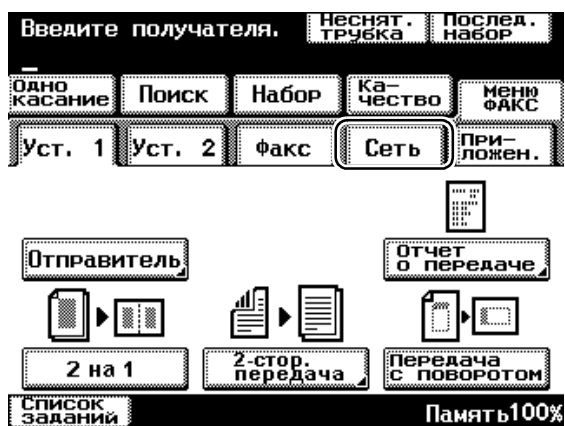 Введите получателя.
Неснят. трубка
Послед. набор
Одно касание
Поиск
Набор
Ка- чество
Меню ФАКС
Уст. 1
Уст. 2
Факс
Сеть
При- ложен.
Отправитель
Отчет о передаче
2 на 1
2-стор. передача
Передача с поворотом
Список заданий
Память100%